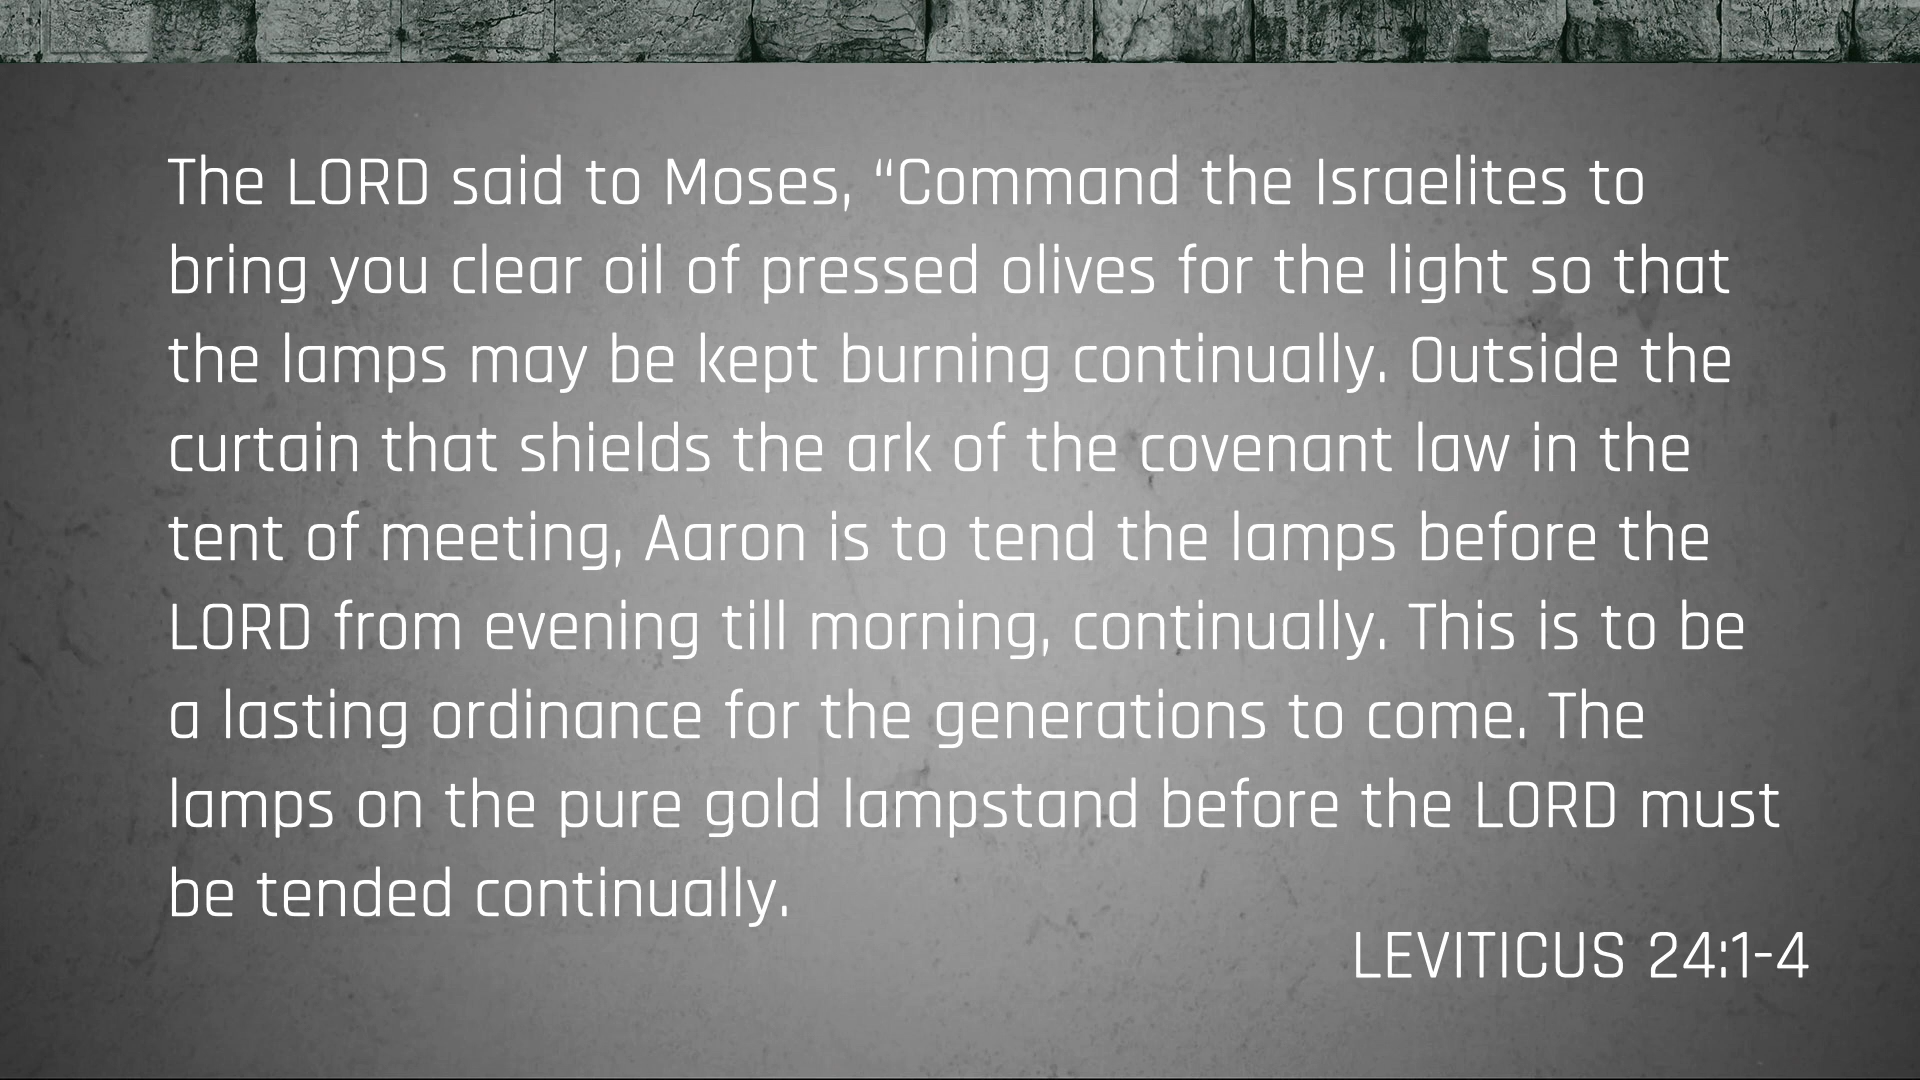 The LORD said to Moses, “Command the Israelites to
bring you clear oil of pressed olives for the light so that
the lamps may be kept burning continually. Outside the
curtain that shields the ark of the covenant law in the
tent of meeting, Aaron is to tend the lamps before the
LORD from evening till morning, continually. This is to be
a lasting ordinance for the generations to come. The
lamps on the pure gold lampstand before the LORD must
be tended continually.
LEVITICUS 24:1-4